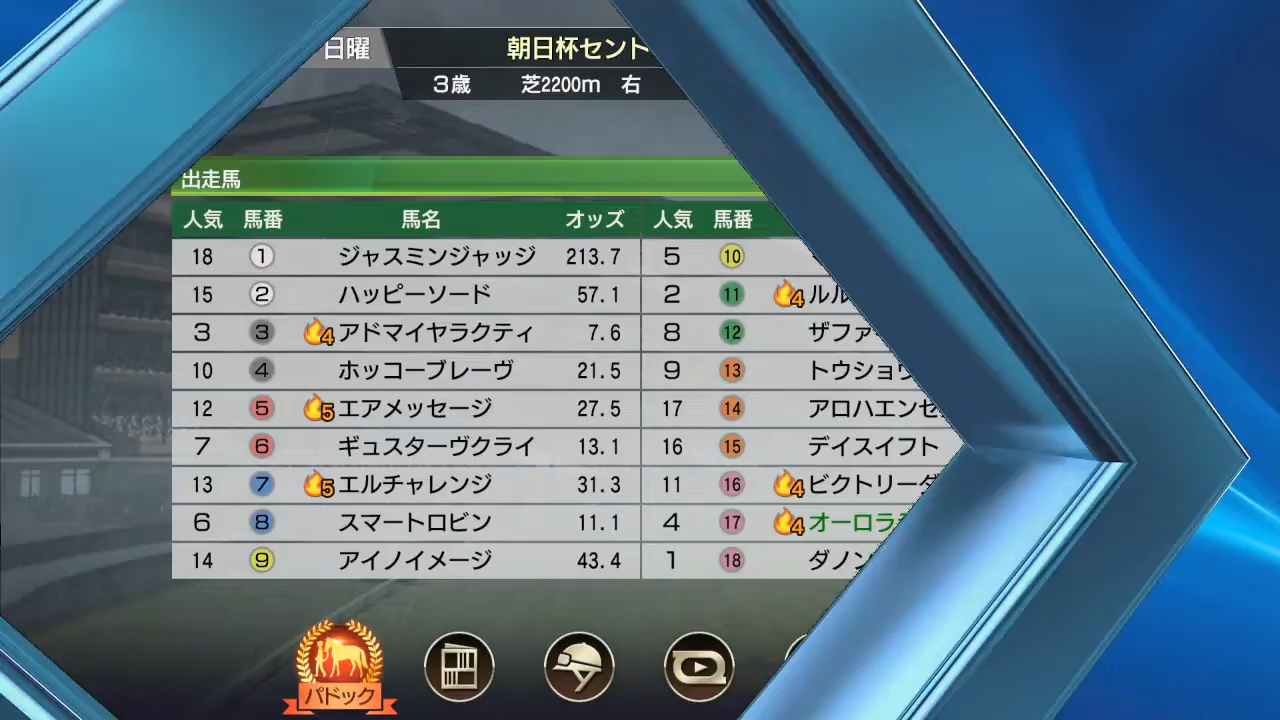 日曜 朝日杯セント
3歳 芝2200m 右
出走馬
人気 馬番 馬名 オッズ 人気 馬番
18 1 ジャスミンジャッジ 213.7 5 10
15 2 ハッピーソード 57.1 2 11 4 ルル
3 3 4 アドマイヤラクティ 7.6 8 12 ザファ
10 4 ホッコーブレーヴ 21.5 9 13 トウショウ
12 5 5 エアメッセージ 27.5 17 14 アロハエンゼ
7 6 ギュスターヴクライ 13.1 16 15 デイスイフト
13 7 5 エルチャレンジ 31.3 11 16 4 ビクトリーダ
6 8 スマートロビン 11.1 4 17 4 オーロラ
14 9 アイノイメージ 43.4 1 18 ダノン
パドック